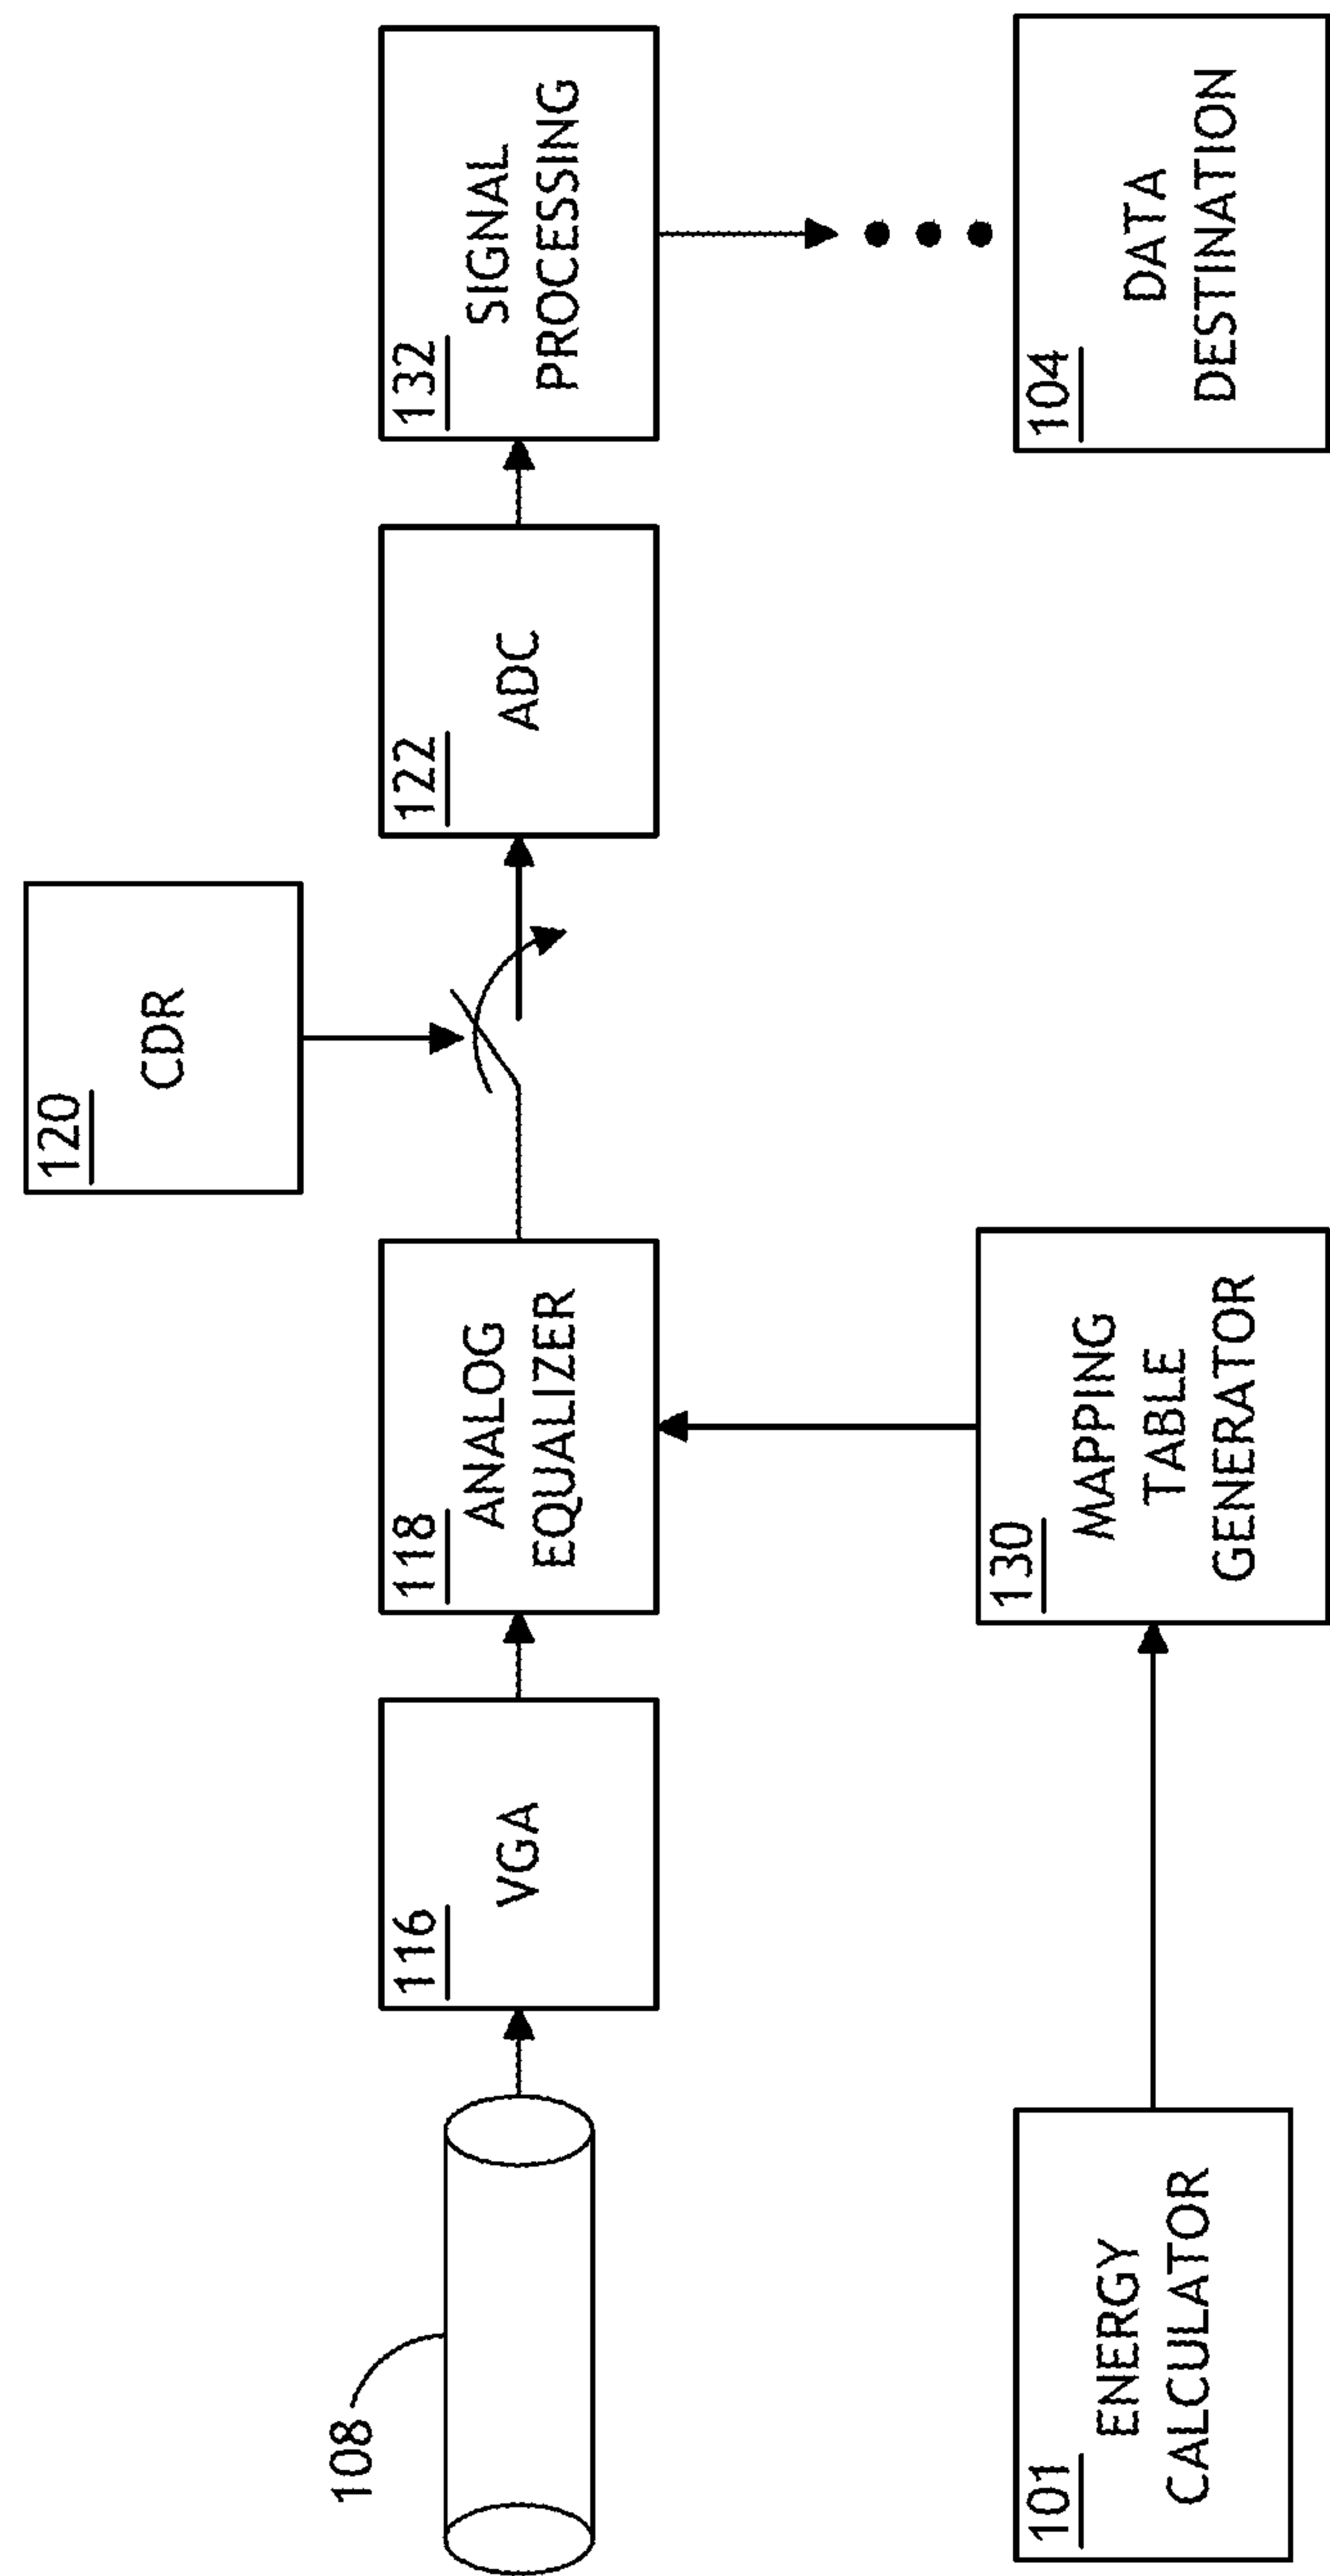 120
CDR
108
116
VGA
118
ANALOG
EQUALIZER
122
ADC
132
SIGNAL
PROCESSING
101
ENERGY
CALCULATOR
130
MAPPING
TABLE
GENERATOR
104
DATA
DESTINATION